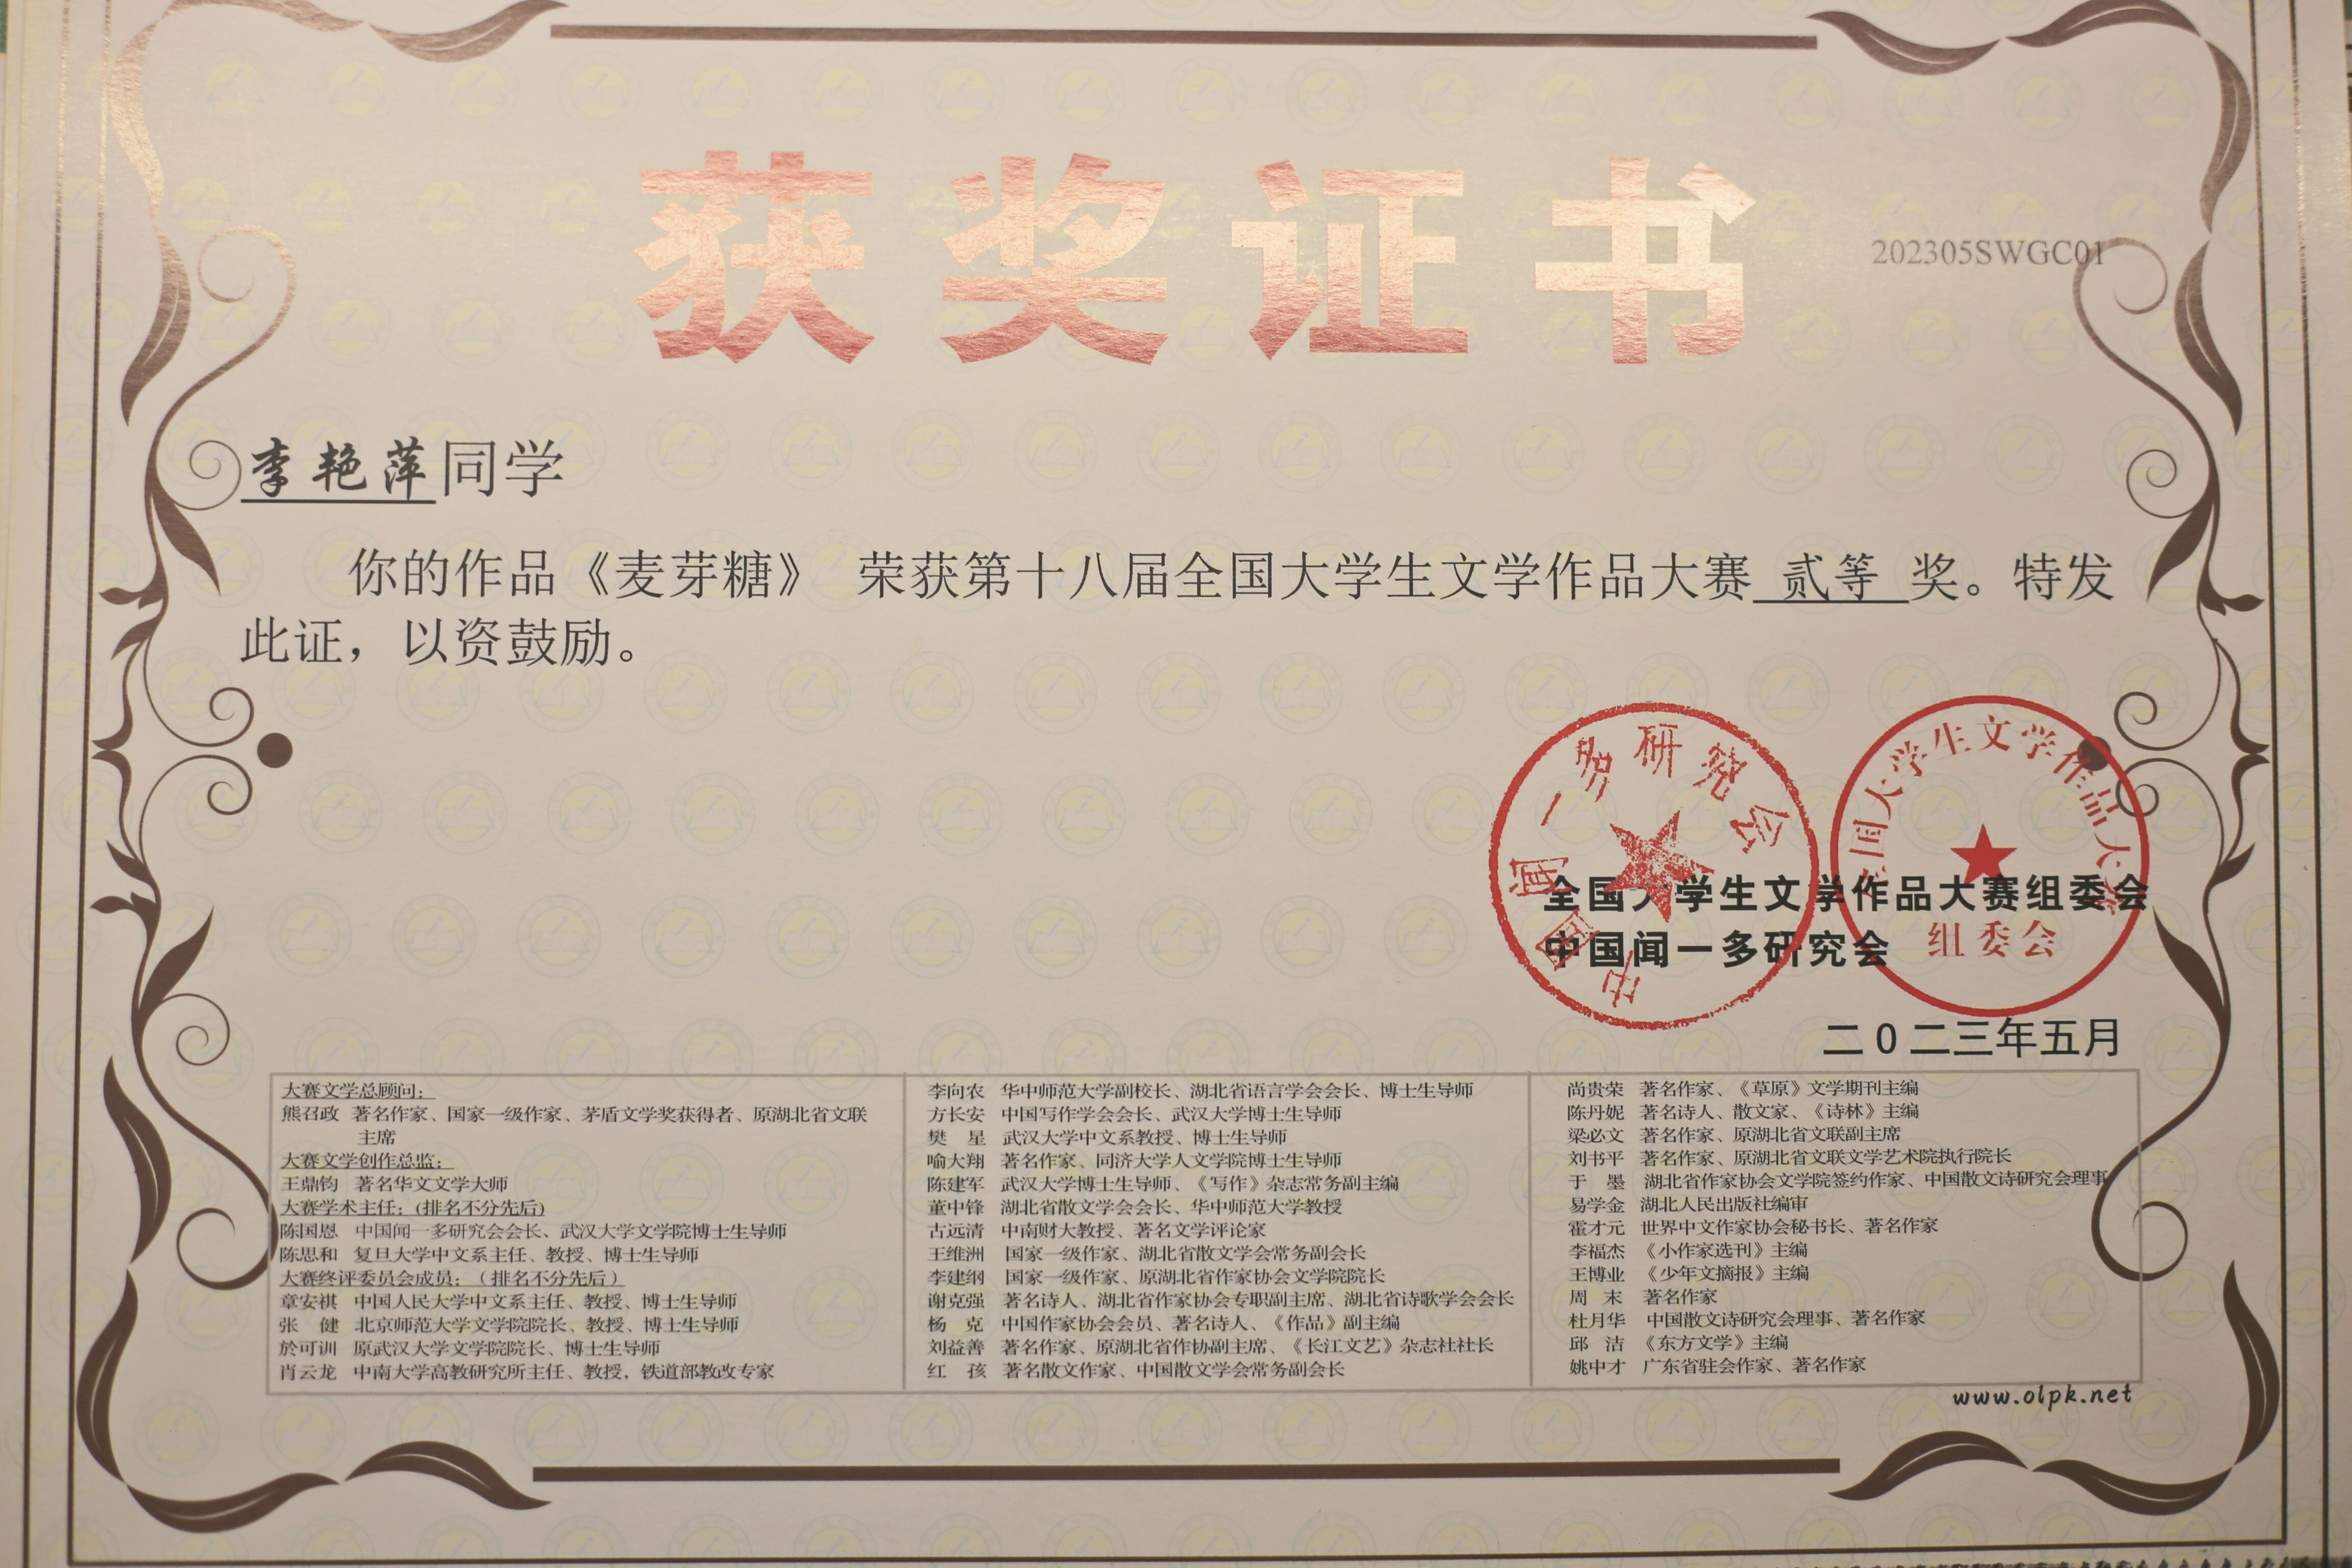 获奖证书
202305SWGC01
李艳萍同学
你的作品《麦芽糖》 荣获第十八届全国大学生文学作品大赛 贰等 奖。特发
此证，以资鼓励。
中国闻一多研究会
全国大学生文学作品大赛
组委会
全国大学生文学作品大赛组委会
中国闻一多研究会
二0二三年五月
大赛文学总顾问：
熊召政 著名作家、国家一级作家、茅盾文学奖获得者、原湖北省文联
主席
大赛文学创作总监：
王鼎钧 著名华文文学大师
大赛学术主任：(排名不分先后)
陈国恩 中国闻一多研究会会长、武汉大学文学院博士生导师
陈思和 复旦大学中文系主任、教授、博士生导师
大赛终评委员会成员：（排名不分先后）
章安祺 中国人民大学中文系主任、教授、博士生导师
张 健 北京师范大学文学院院长、教授、博士生导师
於可训 原武汉大学文学院院长、博士生导师
肖云龙 中南大学高教研究所主任、教授，铁道部教改专家
李向农 华中师范大学副校长、湖北省语言学会会长、博士生导师
方长安 中国写作学会会长、武汉大学博士生导师
樊 星 武汉大学中文系教授、博士生导师
喻大翔 著名作家、同济大学人文学院博士生导师
陈建军 武汉大学博士生导师、《写作》杂志常务副主编
董中锋 湖北省散文学会会长、华中师范大学教授
古远清 中南财大教授、著名文学评论家
王维洲 国家一级作家、湖北省散文学会常务副会长
李建纲 国家一级作家、原湖北省作家协会文学院院长
谢克强 著名诗人、湖北省作家协会专职副主席、湖北省诗歌学会会长
杨 克 中国作家协会会员、著名诗人、《作品》副主编
刘益善 著名作家、原湖北省作协副主席、《长江文艺》杂志社社长
红 孩 著名散文作家、中国散文学会常务副会长
尚贵荣 著名作家、《草原》文学期刊主编
陈丹妮 著名诗人、散文家、《诗林》主编
梁必文 著名作家、原湖北省文联副主席
刘书平 著名作家、原湖北省文联文学艺术院执行院长
于 墨 湖北省作家协会文学院签约作家、中国散文诗研究会理事
易学金 湖北人民出版社编审
霍才元 世界中文作家协会秘书长、著名作家
李福杰 《小作家选刊》主编
王博业 《少年文摘报》主编
周 末 著名作家
杜月华 中国散文诗研究会理事、著名作家
邱 洁 《东方文学》主编
姚中才 广东省驻会作家、著名作家
www.olpk.net